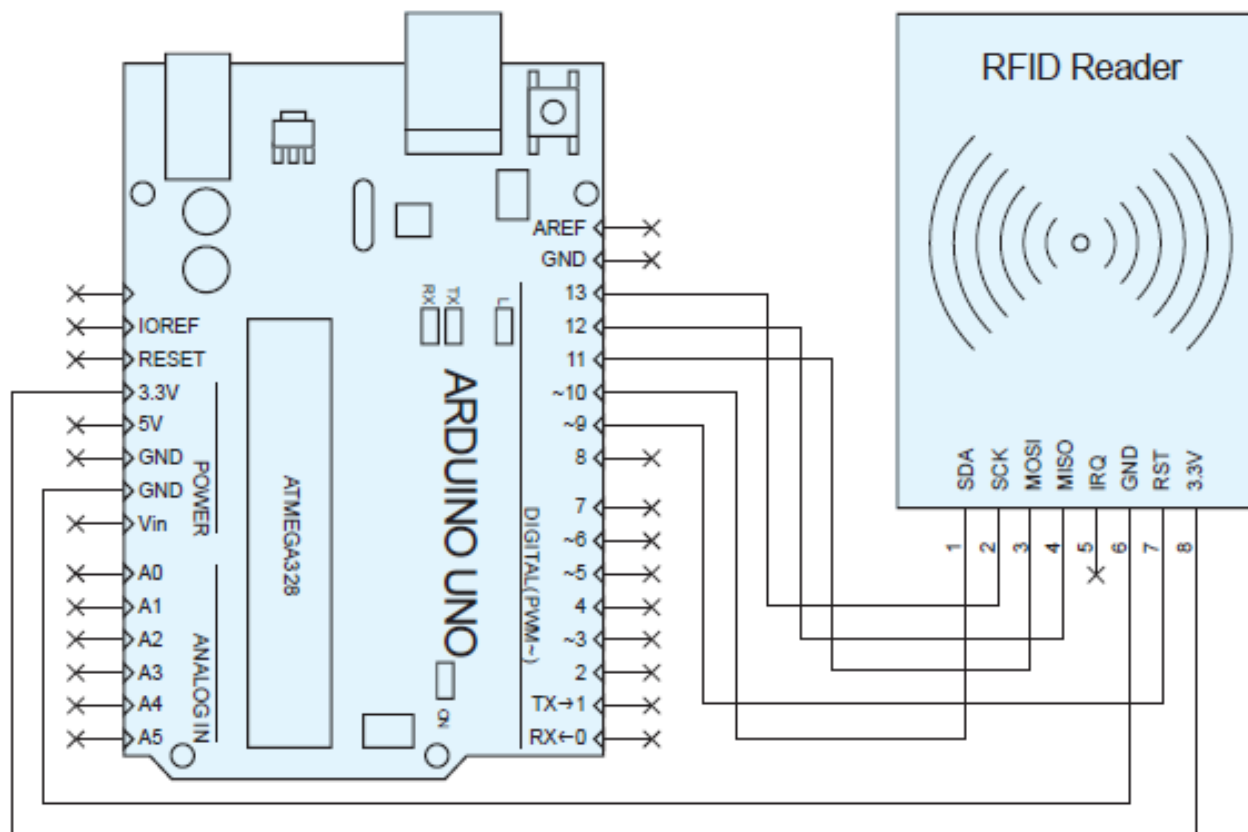 RFID Reader
AREF
GND
13
12
11
~10
~9
8
7
~6
~5
4
~3
2
TX→1
RX←0
IOREF
RESET
3.3V
5V
GND
GND
Vin
A0
A1
A2
A3
A4
A5
POWER
ANALOG IN
ATMEGA328
RX
TX
L
ARDUINO UNO
DIGITAL(PWM~)
ON
SDA
SCK
MOSI
MISO
IRQ
GND
RST
3.3V
1
2
3
4
5
6
7
8